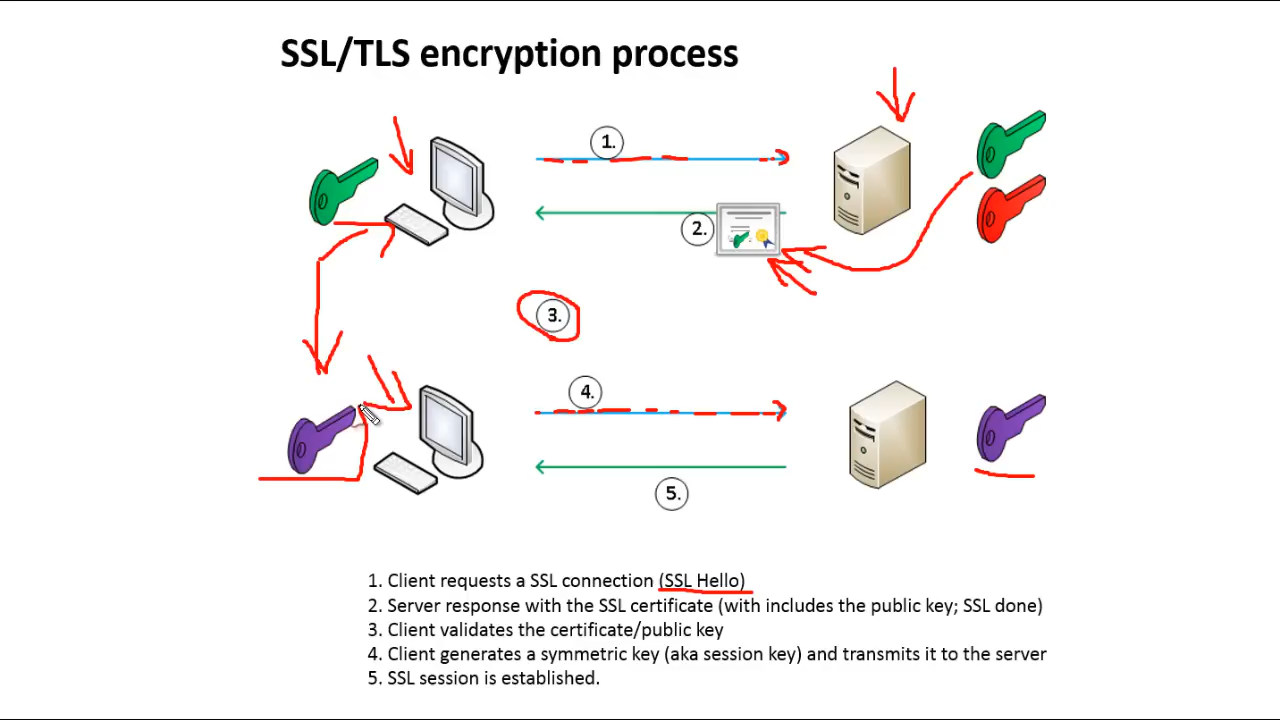 SSL/TLS encryption process
1.
2.
3.
4.
5.
1. Client requests a SSL connection (SSL Hello)
2. Server response with the SSL certificate (with includes the public key; SSL done)
3. Client validates the certificate/public key
4. Client generates a symmetric key (aka session key) and transmits it to the server
5. SSL session is established.